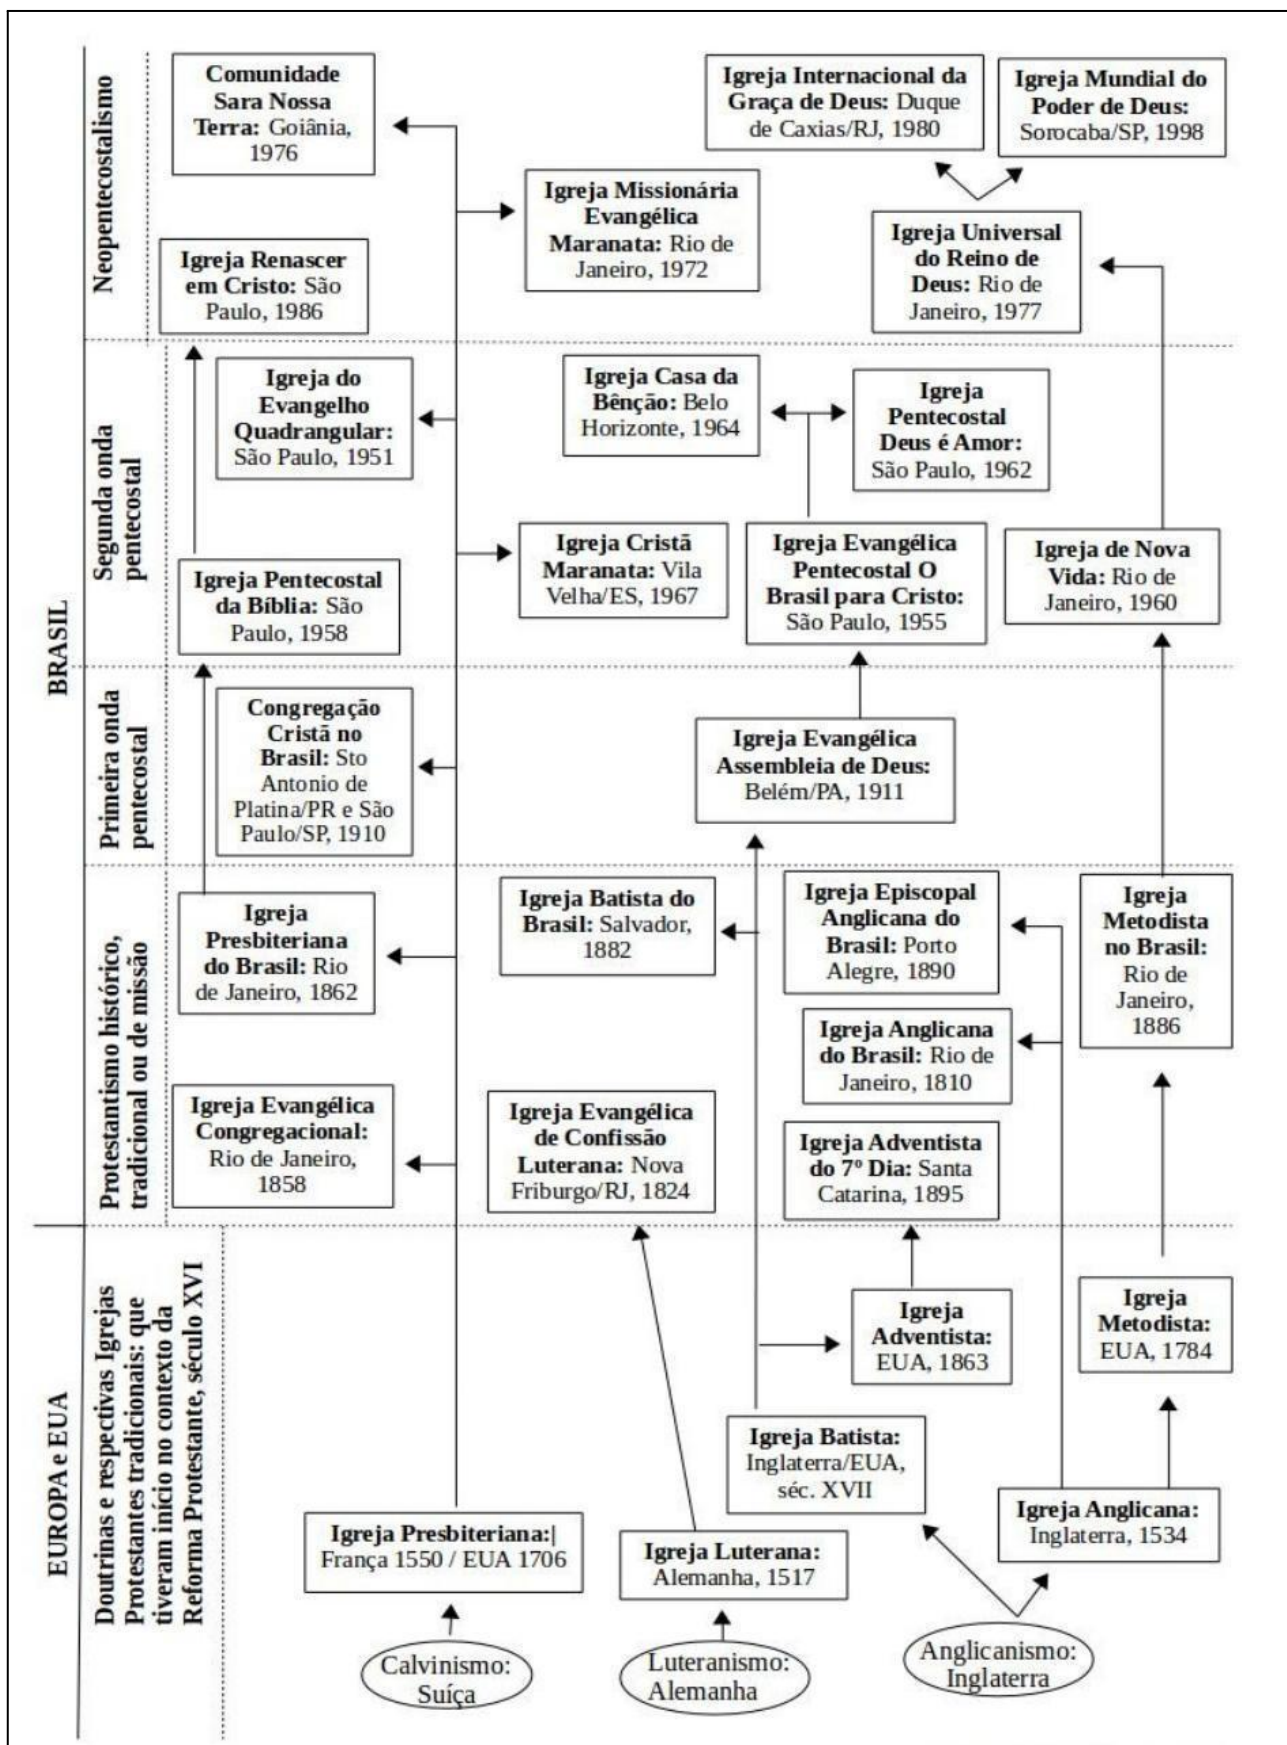 BRASIL
EUROPA e EUA
Neopentecostalismo
Comunidade
Sara Nossa
Terra: Goiânia,
1976
Igreja Internacional da
Graça de Deus: Duque
de Caxias/RJ, 1980
Igreja Mundial do
Poder de Deus:
Sorocaba/SP, 1998
Igreja Missionária
Evangélica
Maranata: Rio de
Janeiro, 1972
Igreja Universal
do Reino de
Deus: Rio de
Janeiro, 1977
Igreja Renascer
em Cristo: São
Paulo, 1986
Segunda onda
pentecostal
Igreja do
Evangelho
Quadrangular:
São Paulo, 1951
Igreja Casa da
Bênção: Belo
Horizonte, 1964
Igreja
Pentecostal
Deus é Amor:
São Paulo, 1962
Igreja Pentecostal
da Bíblia: São
Paulo, 1958
Igreja Cristã
Maranata: Vila
Velha/ES, 1967
Igreja Evangélica
Pentecostal O
Brasil para Cristo:
São Paulo, 1955
Igreja de Nova
Vida: Rio de
Janeiro, 1960
Primeira onda
pentecostal
Congregação
Cristã no
Brasil: Sto
Antonio de
Platina/PR e São
Paulo/SP, 1910
Igreja Evangélica
Assembleia de Deus:
Belém/PA, 1911
Protestantismo histórico,
tradicional ou de missão
Igreja
Presbiteriana
do Brasil: Rio
de Janeiro, 1862
Igreja Batista do
Brasil: Salvador,
1882
Igreja Episcopal
Anglicana do
Brasil: Porto
Alegre, 1890
Igreja
Metodista
no Brasil:
Rio de
Janeiro,
1886
Igreja Anglicana
do Brasil: Rio de
Janeiro, 1810
Igreja Evangélica
Congregacional:
Rio de Janeiro,
1858
Igreja Evangélica
de Confissão
Luterana: Nova
Friburgo/RJ, 1824
Igreja Adventista
do 7º Dia: Santa
Catarina, 1895
Doutrinas e respectivas Igrejas
Protestantes tradicionais: que
tiveram início no contexto da
Reforma Protestante, século XVI
Igreja
Adventista:
EUA, 1863
Igreja
Metodista:
EUA, 1784
Igreja Batista:
Inglaterra/EUA,
séc. XVII
Igreja Presbiteriana:|
França 1550 / EUA 1706
Igreja Luterana:
Alemanha, 1517
Igreja Anglicana:
Inglaterra, 1534
Calvinismo:
Suíça
Luteranismo:
Alemanha
Anglicanismo:
Inglaterra